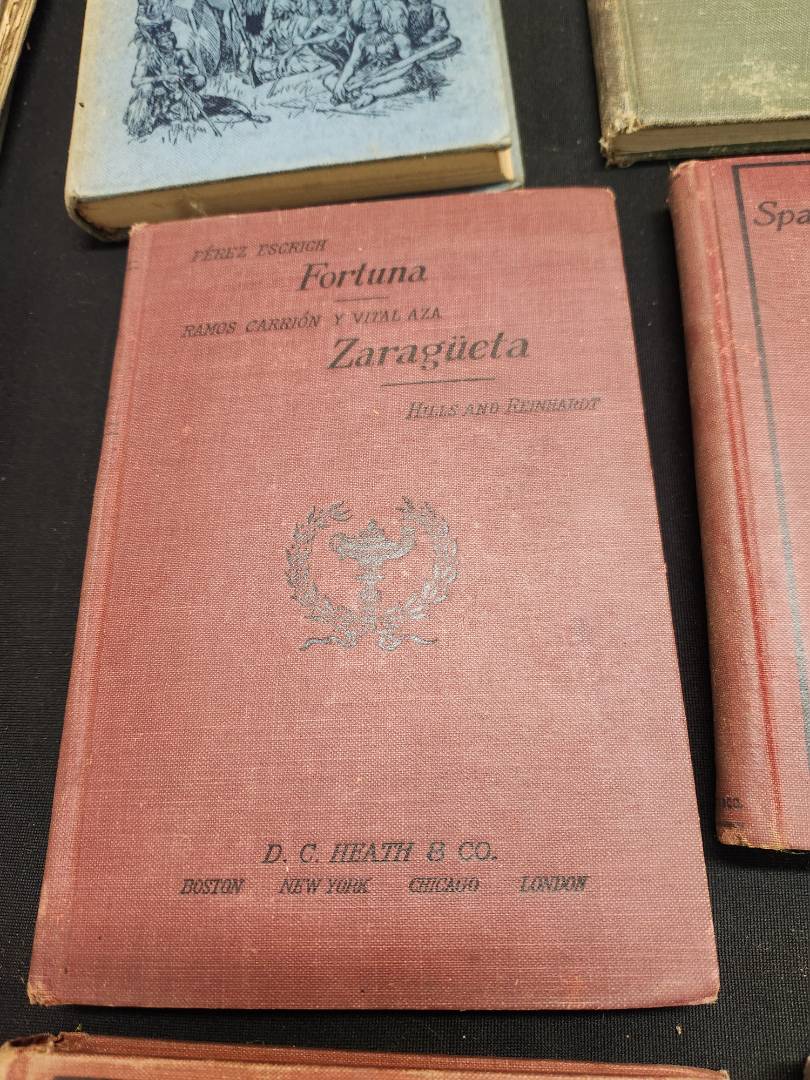 PÉREZ ESCRICH
Fortuna
RAMOS CARRIÓN Y VITAL AZA
Zaragüeta
HILLS AND REINHARDT
D. C. HEATH & CO.
BOSTON NEW YORK CHICAGO LONDON
Spa
CO.